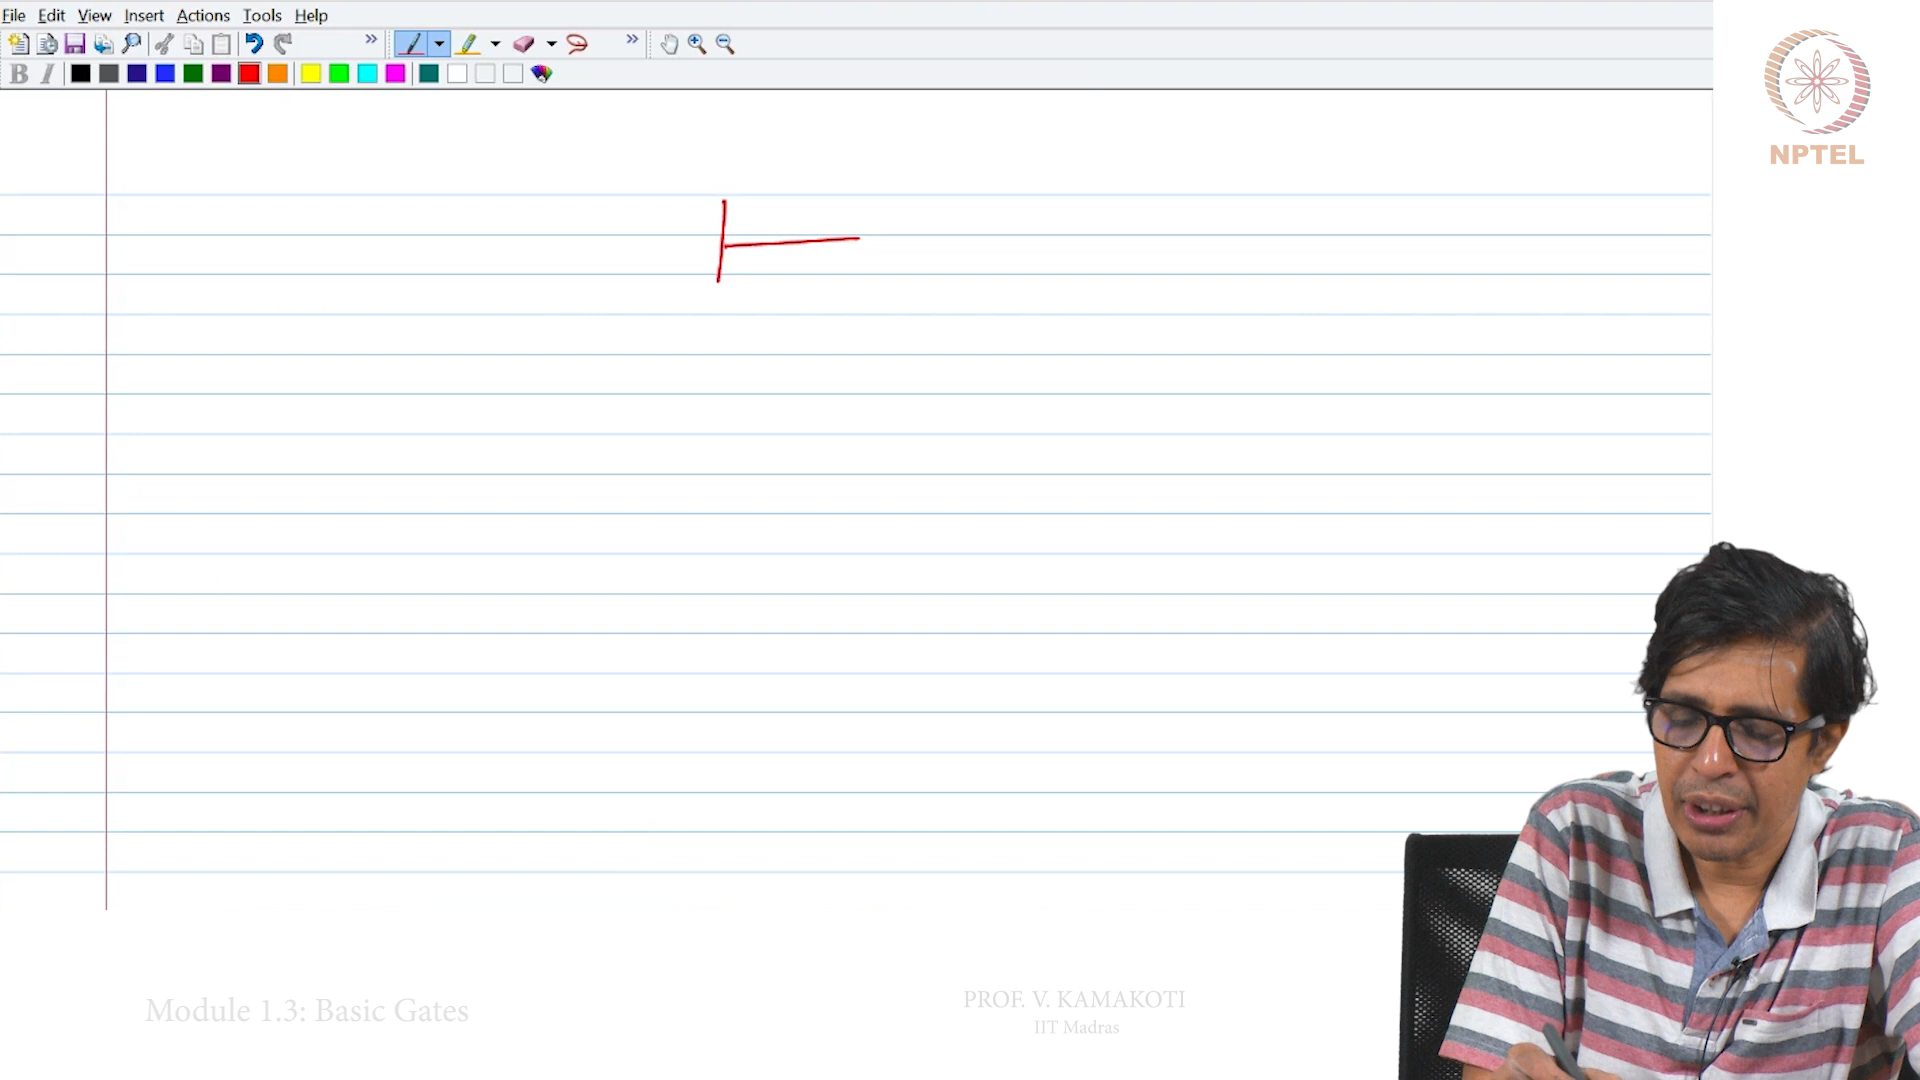 File Edit View Insert Actions Tools Help
B I
NPTEL
Module 1.3: Basic Gates
PROF. V. KAMAKOTI
IIT Madras